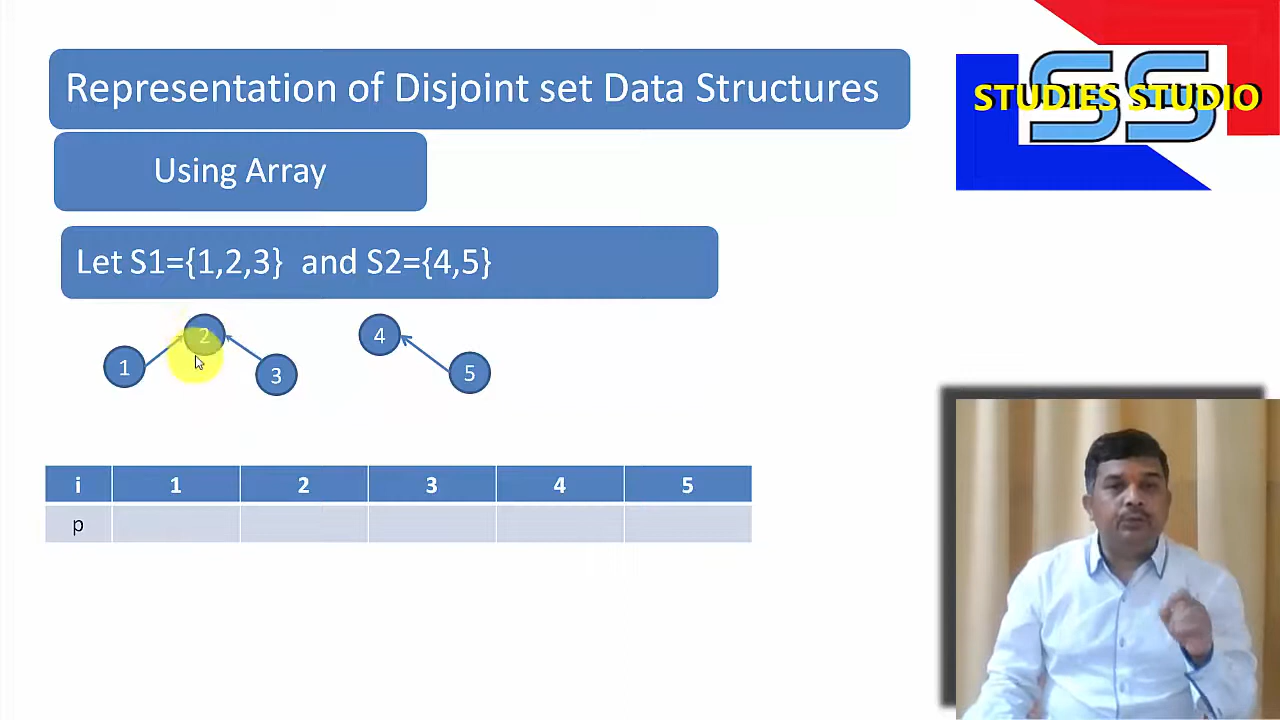 Representation of Disjoint set Data Structures
SS
STUDIES STUDIO
Using Array
Let S1={1,2,3} and S2={4,5}
2 4
1 3 5
i 1 2 3 4 5
p